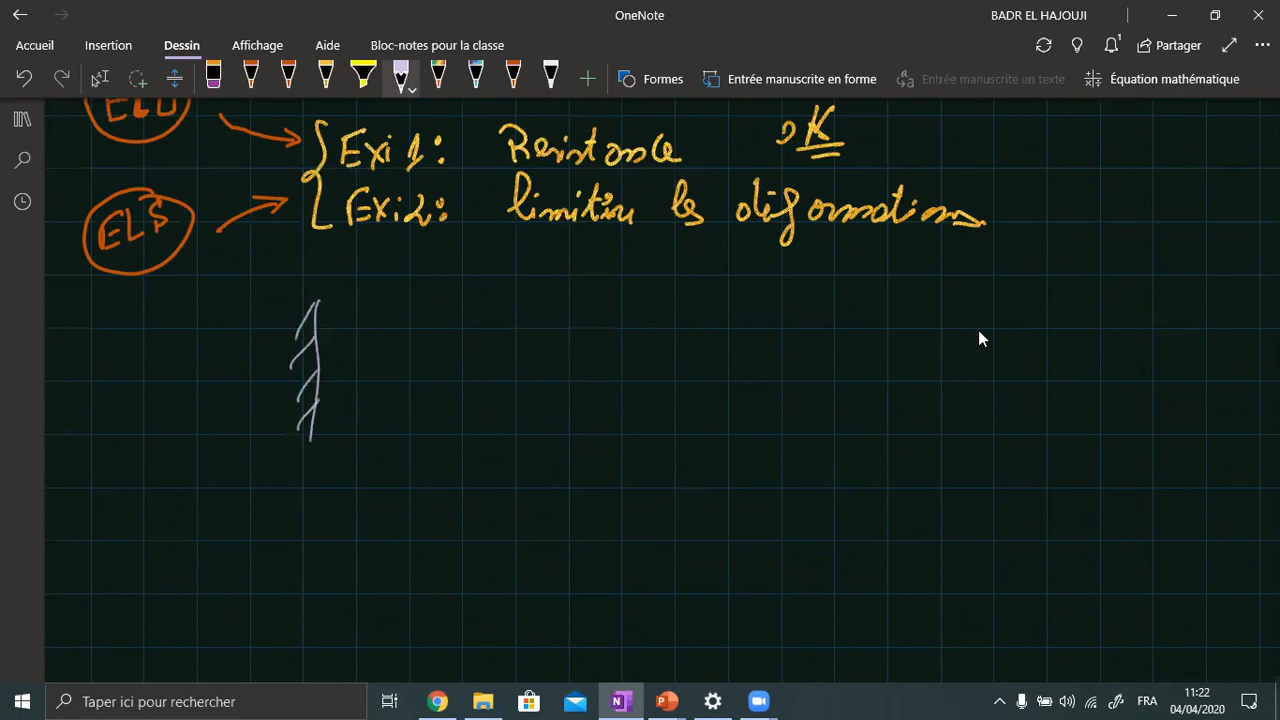 OneNote
BADR EL HAJOUJI
Accueil Insertion Dessin Affichage Aide Bloc-notes pour la classe
Partager
Formes Entrée manuscrite en forme Entrée manuscrite en texte Équation mathématique
ELU
Exi 1: Resistance OK
ELS
Exi 2: limiter les déformations
Taper ici pour rechercher
FRA
11:22
04/04/2020